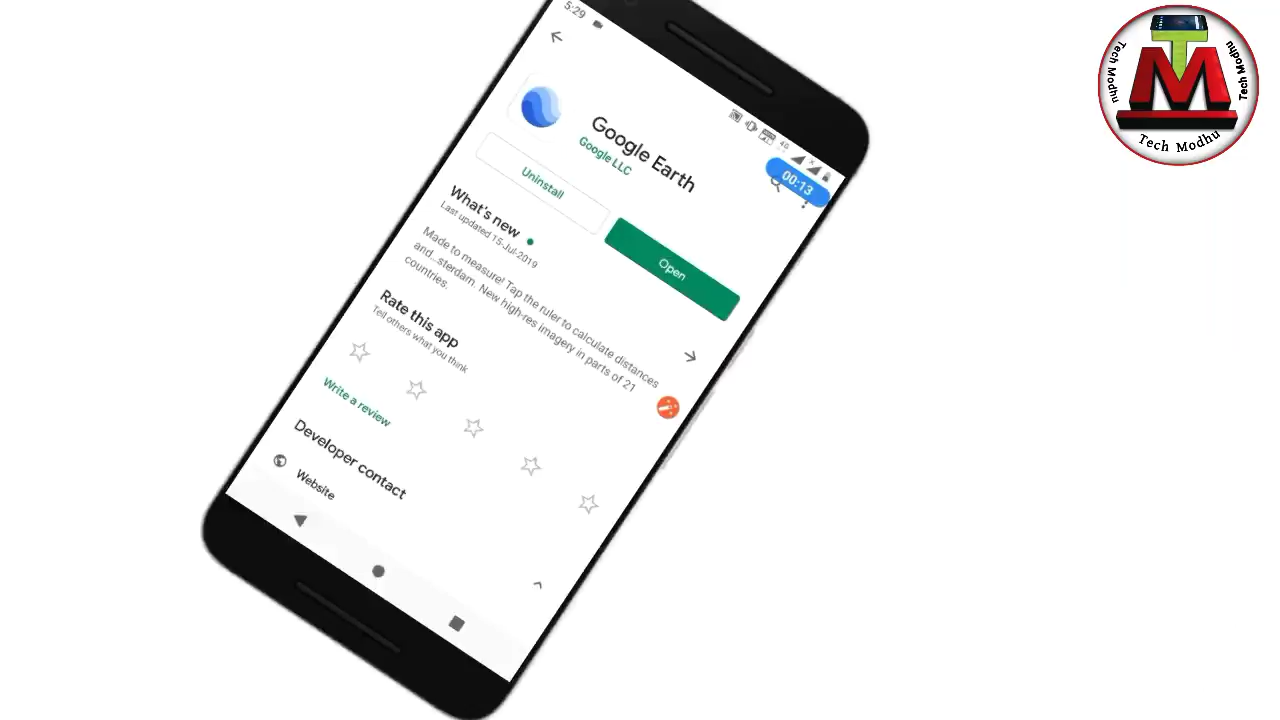 5:29
4G
00:13
Google Earth
Google LLC
Uninstall
Open
What's new
Last updated 15-Jul-2019
Made to measure! Tap the ruler to calculate distances
and...sterdam. New high-res imagery in parts of 21
countries.
Rate this app
Tell others what you think
Write a review
Developer contact
Website
TM
Tech Modhu
Tech Modhu
Tech Modhu